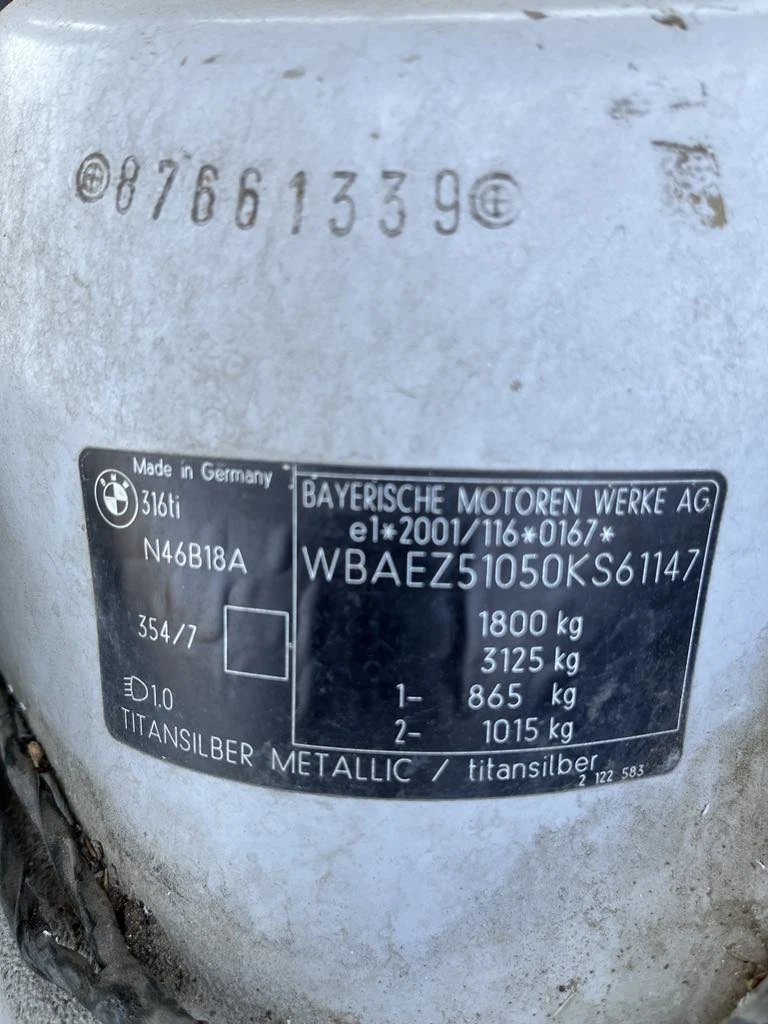 87661339
Made in Germany
BMW
316ti
N46B18A
354/7
1.0
BAYERISCHE MOTOREN WERKE AG
e1*2001/116*0167*
WBAEZ51050KS61147
1800 kg
3125 kg
1- 865 kg
2- 1015 kg
TITANSILBER METALLIC / titansilber
2 122 583